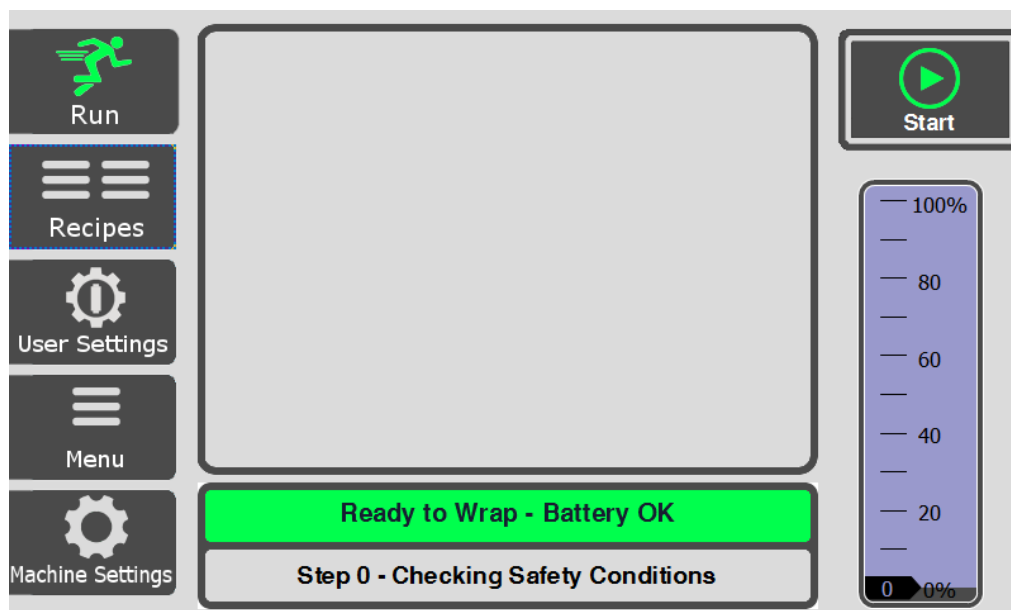 Run
Recipes
User Settings
Menu
Machine Settings
Ready to Wrap - Battery OK
Step 0 - Checking Safety Conditions
Start
100%
80
60
40
20
0 0%